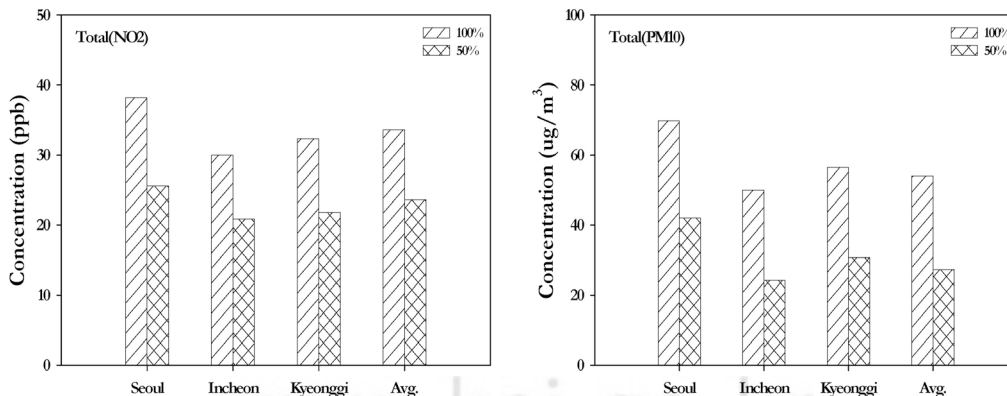 Total(NO2)
100%
50%
Concentration (ppb)
50
40
30
20
10
0
Seoul Incheon Kyeonggi Avg.
Total(PM10)
100%
50%
Concentration (ug/m3)
100
80
60
40
20
0
Seoul Incheon Kyeonggi Avg.